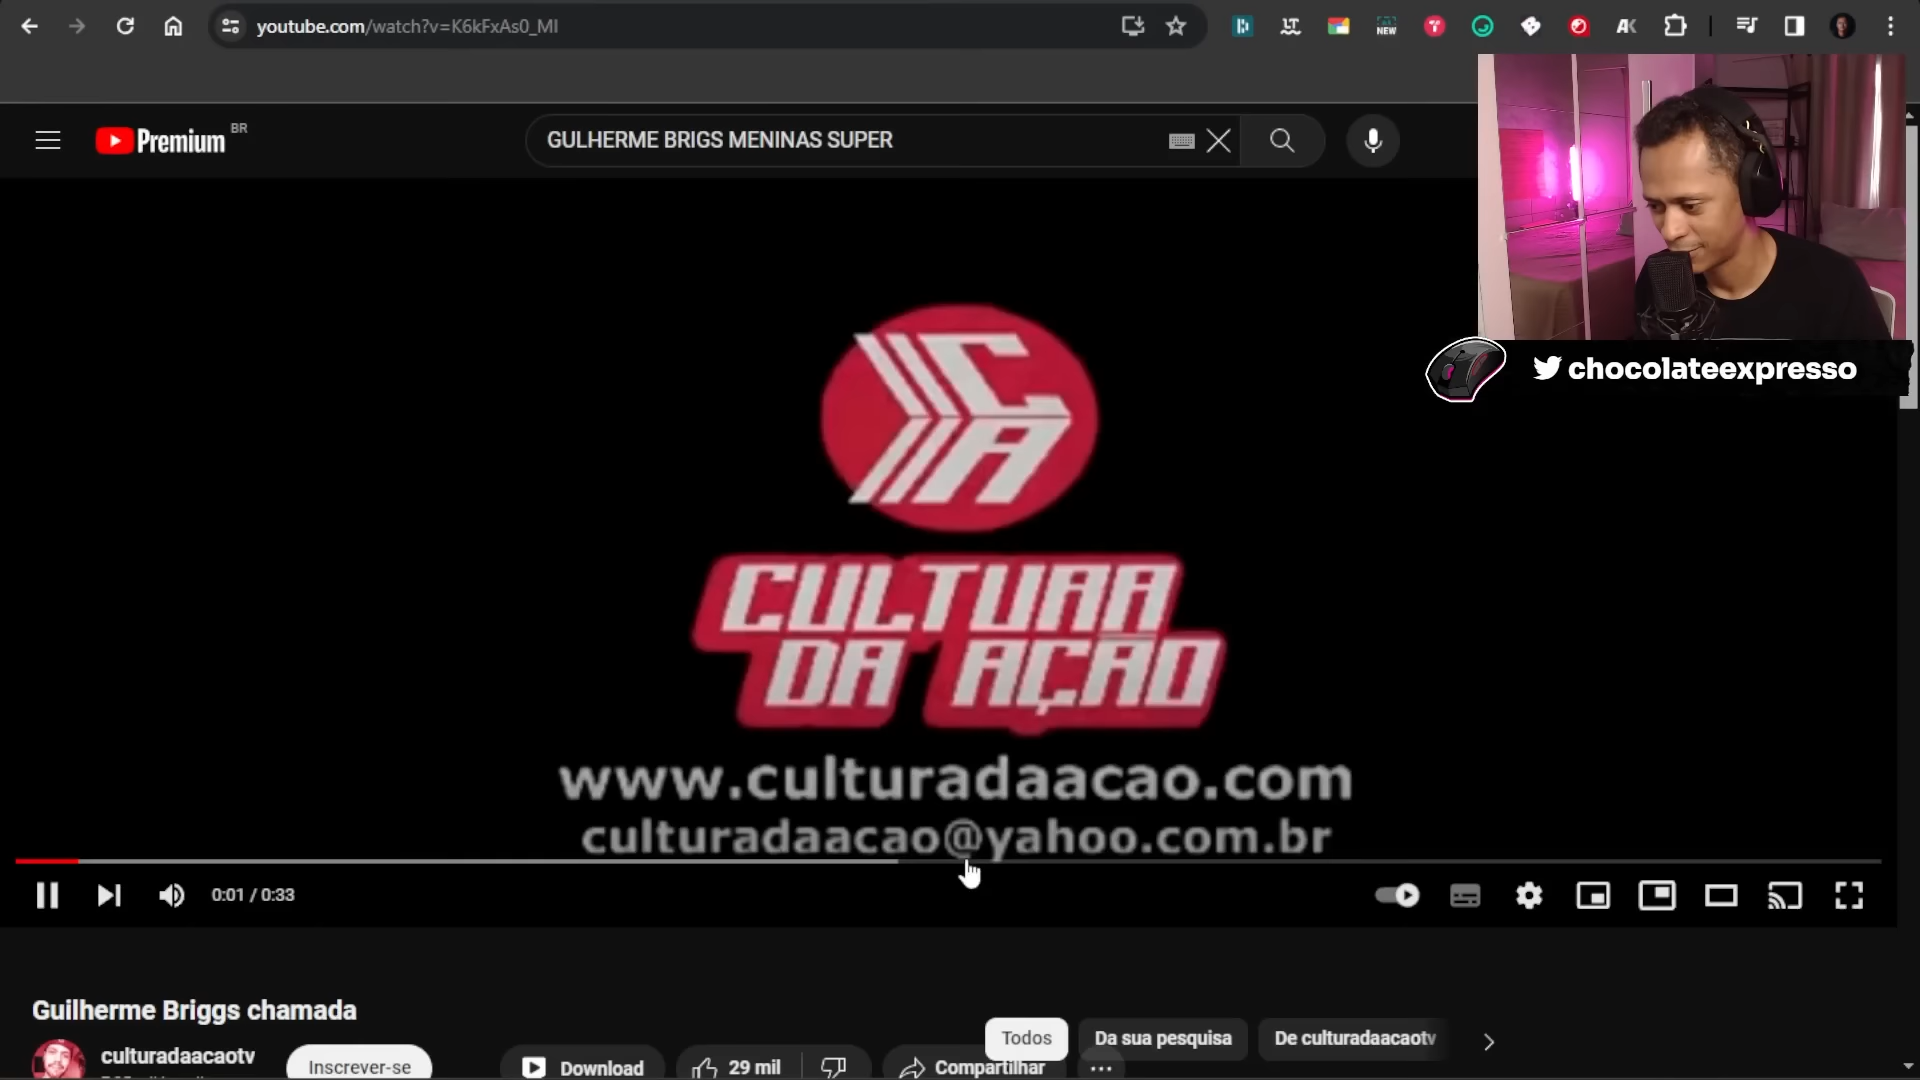 youtube.com/watch?v=K6kFxAs0_MI
NEW
Premium BR
GULHERME BRIGS MENINAS SUPER
chocolateexpresso
CA
CULTURA
DA AÇÃO
www.culturadaacao.com
culturadaacao@yahoo.com.br
0:01 / 0:33
Guilherme Briggs chamada
Todos
Da sua pesquisa
De culturadaacaotv
culturadaacaotv
Inscrever-se
Download
29 mil
Compartilhar